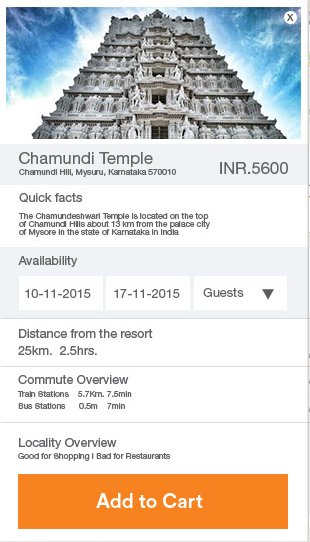 X
Chamundi Temple
Chamundi Hill, Mysuru, Karnataka 570010
INR.5600
Quick facts
The Chamundeshwari Temple is located on the top
of Chamundi Hills about 13 km from the palace city
of Mysore in the state of Karnataka in India
Availability
10-11-2015 17-11-2015 Guests ▼
Distance from the resort
25km. 2.5hrs.
Commute Overview
Train Stations 5.7Km. 7.5min
Bus Stations 0.5m 7min
Locality Overview
Good for Shopping I Bad for Restaurants
Add to Cart